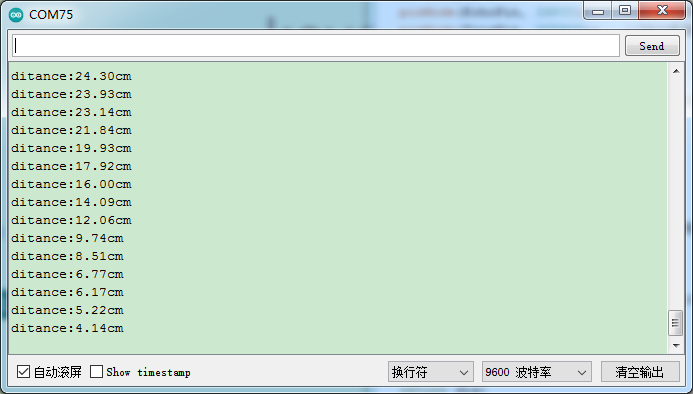 COM75
Send
ditance:24.30cm
ditance:23.93cm
ditance:23.14cm
ditance:21.84cm
ditance:19.93cm
ditance:17.92cm
ditance:16.00cm
ditance:14.09cm
ditance:12.06cm
ditance:9.74cm
ditance:8.51cm
ditance:6.77cm
ditance:6.17cm
ditance:5.22cm
ditance:4.14cm
自动滚屏 Show timestamp 换行符 9600 波特率 清空输出